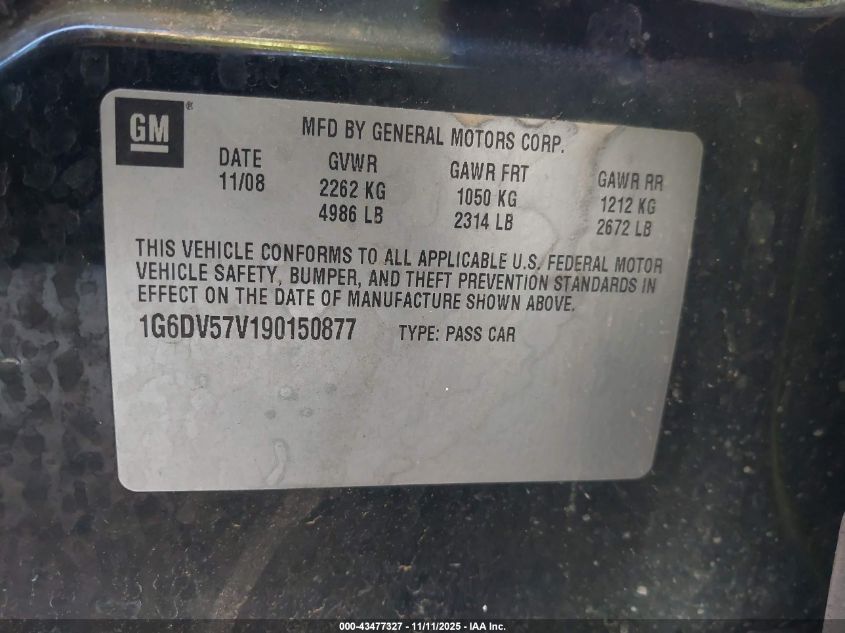 GM ®
MFD BY GENERAL MOTORS CORP.
DATE GVWR GAWR FRT GAWR RR
11/08 2262 KG 1050 KG 1212 KG
4986 LB 2314 LB 2672 LB
THIS VEHICLE CONFORMS TO ALL APPLICABLE U.S. FEDERAL MOTOR
VEHICLE SAFETY, BUMPER, AND THEFT PREVENTION STANDARDS IN
EFFECT ON THE DATE OF MANUFACTURE SHOWN ABOVE.
1G6DV57V190150877 TYPE: PASS CAR
000-43477327 - 11/11/2025 - IAA Inc.